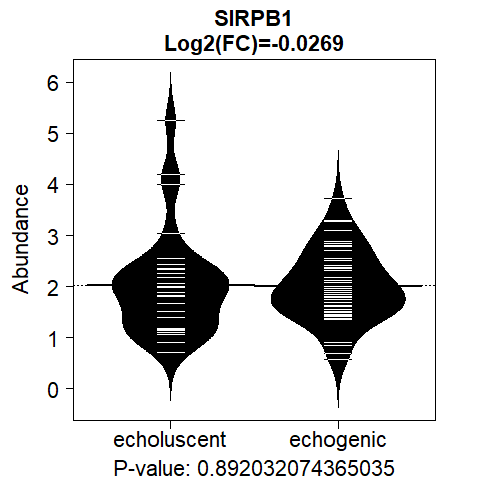 SIRPB1
Log2(FC)=-0.0269
Abundance
6
5
4
3
2
1
0
echoluscent echogenic
P-value: 0.892032074365035